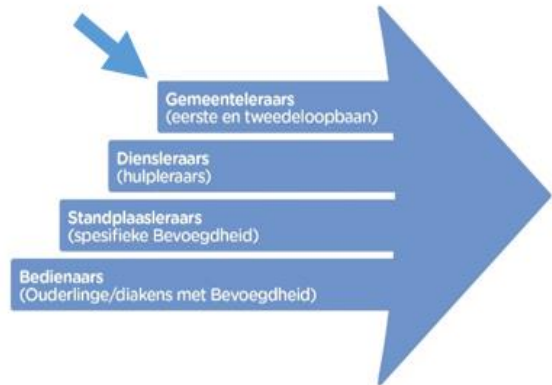 Gemeenteleraars
(eerste en tweedeloopbaan)
Diensleraars
(hulpleraars)
Standplaasleraars
(spesifieke Bevoegdheid)
Bedienaars
(Ouderlinge/diakens met Bevoegdheid)